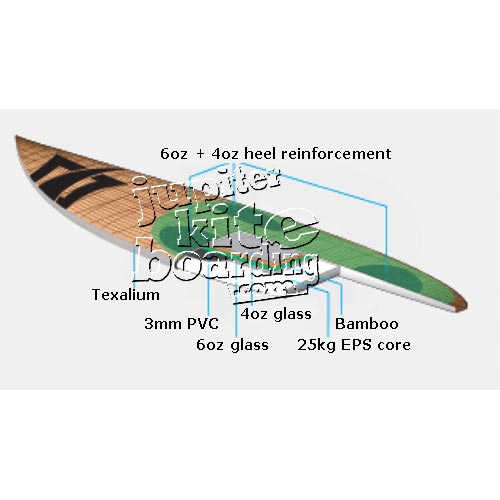 6oz + 4oz heel reinforcement
jupiter
kite
boarding
.com
Texalium
4oz glass
3mm PVC
Bamboo
6oz glass
25kg EPS core